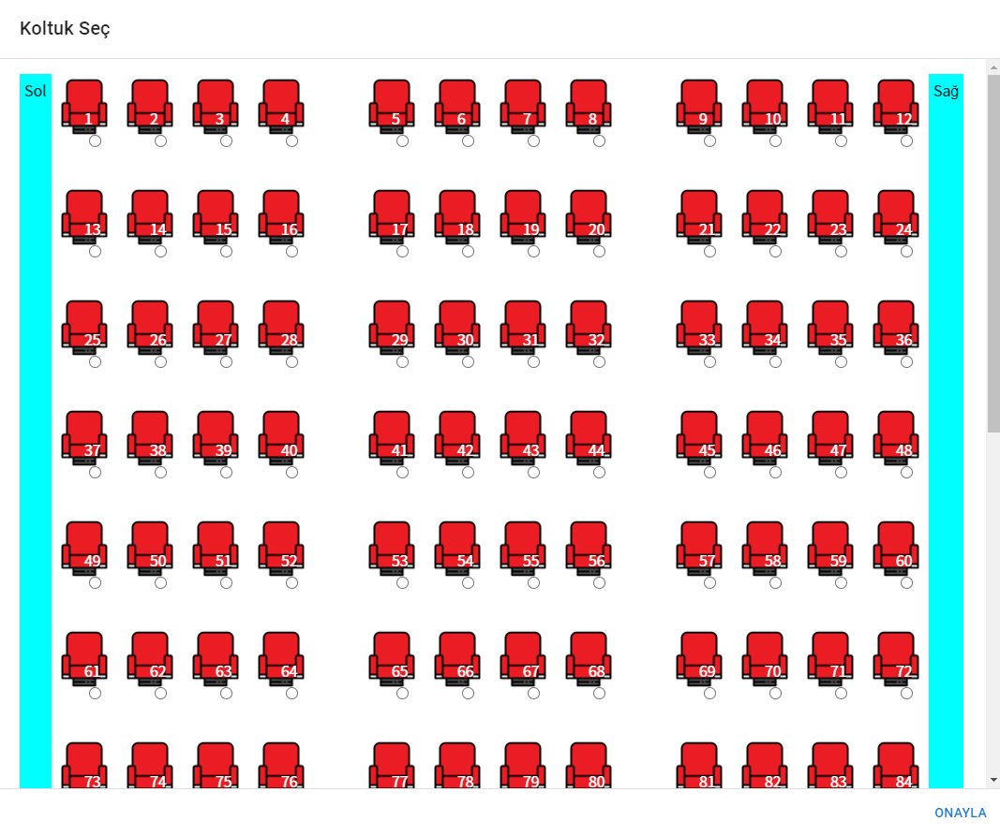 Koltuk Seç
Sol 1 2 3 4 5 6 7 8 9 10 11 12 Sağ
13 14 15 16 17 18 19 20 21 22 23 24
25 26 27 28 29 30 31 32 33 34 35 36
37 38 39 40 41 42 43 44 45 46 47 48
49 50 51 52 53 54 55 56 57 58 59 60
61 62 63 64 65 66 67 68 69 70 71 72
73 74 75 76 77 78 79 80 81 82 83 84
ONAYLA